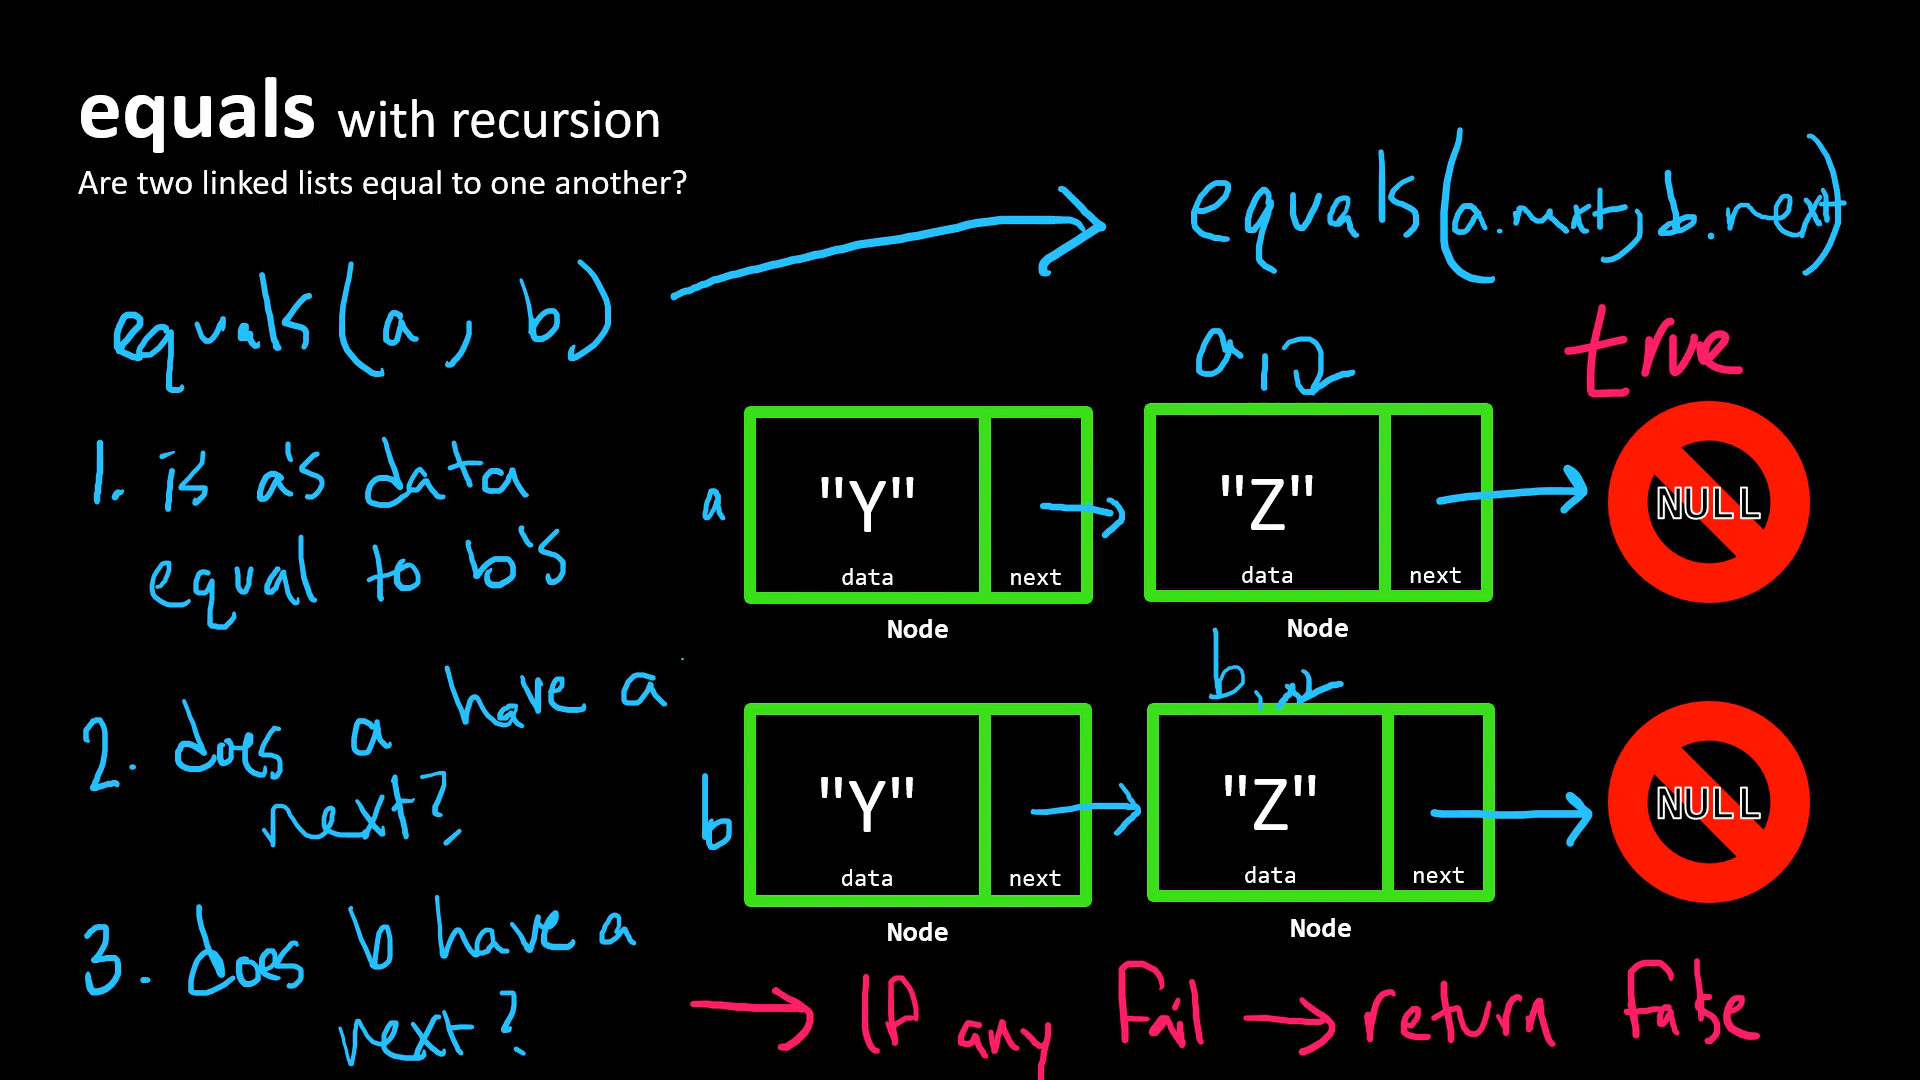 equals with recursion
Are two linked lists equal to one another?
equals(a, b)
equals(a.next, b.next)
true
1. is a's data
equal to b's
2. does a have a
next?
3. does b have a
next?
a
"Y"
data
next
Node
"Z"
data
next
Node
NULL
b
"Y"
data
next
Node
"Z"
data
next
Node
NULL
If any fail → return false